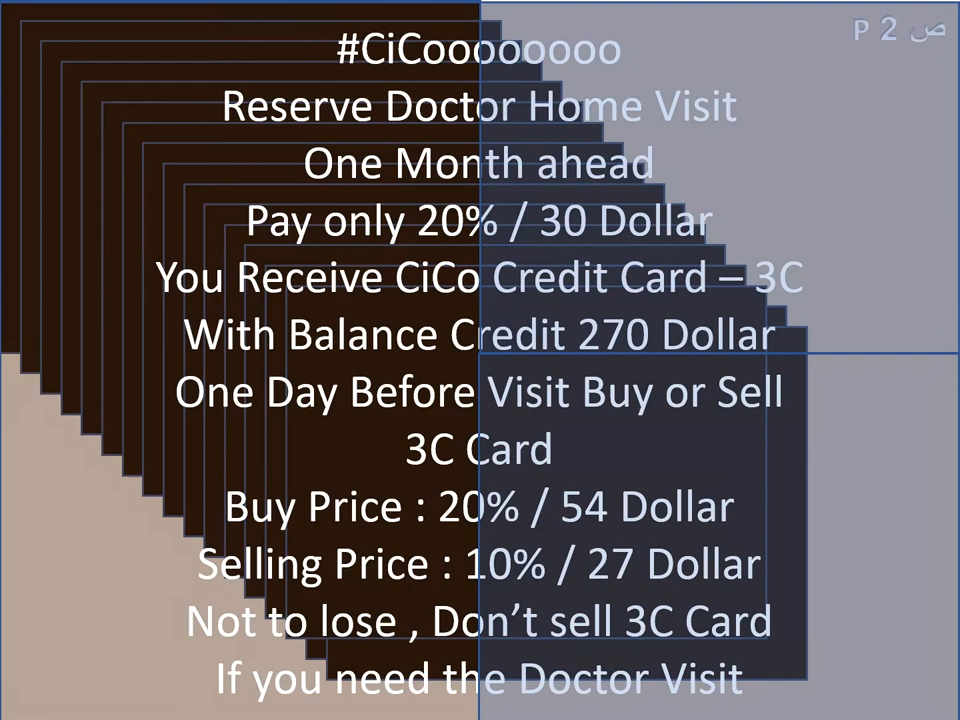 P 2 ص
#CiCoooooooo
Reserve Doctor Home Visit
One Month ahead
Pay only 20% / 30 Dollar
You Receive CiCo Credit Card – 3C
With Balance Credit 270 Dollar
One Day Before Visit Buy or Sell
3C Card
Buy Price : 20% / 54 Dollar
Selling Price : 10% / 27 Dollar
Not to lose , Don’t sell 3C Card
If you need the Doctor Visit